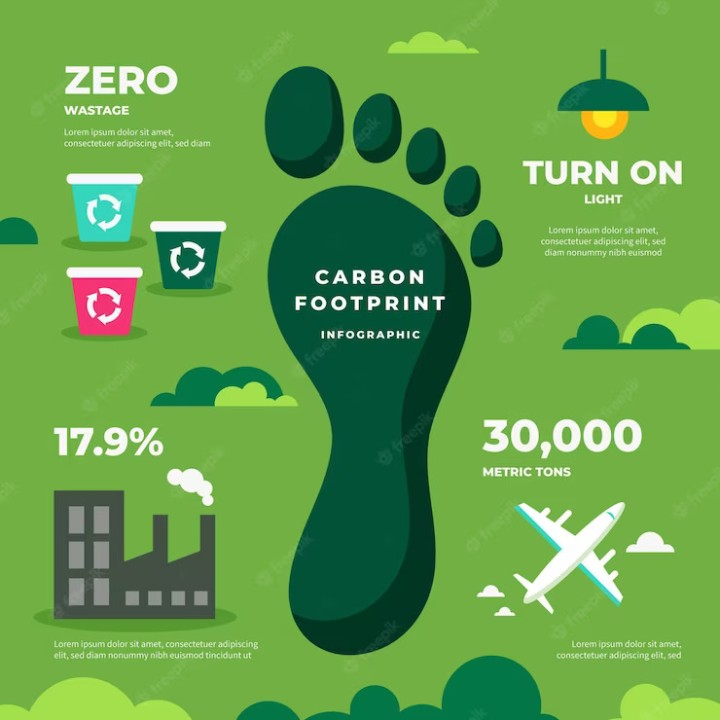 ZERO
WASTAGE
Lorem ipsum dolor sit amet,
consectetuer adipiscing elit, sed diam
TURN ON
LIGHT
Lorem ipsum dolor sit amet,
consectetuer adipiscing elit, sed
diam nonummy nibh euismod
CARBON
FOOTPRINT
INFOGRAPHIC
17.9%
Lorem ipsum dolor sit amet, consectetuer adipiscing
elit, sed diam nonummy nibh euismod tincidunt ut
30,000
METRIC TONS
Lorem ipsum dolor sit amet,
consectetuer adipiscing elit, sed
freepik